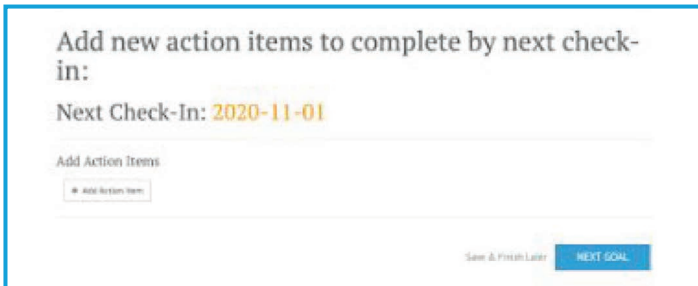 Add new action items to complete by next check-
in:
Next Check-In: 2020-11-01
Add Action Items
+ Add Action Item
Save & Finish Later
NEXT GOAL